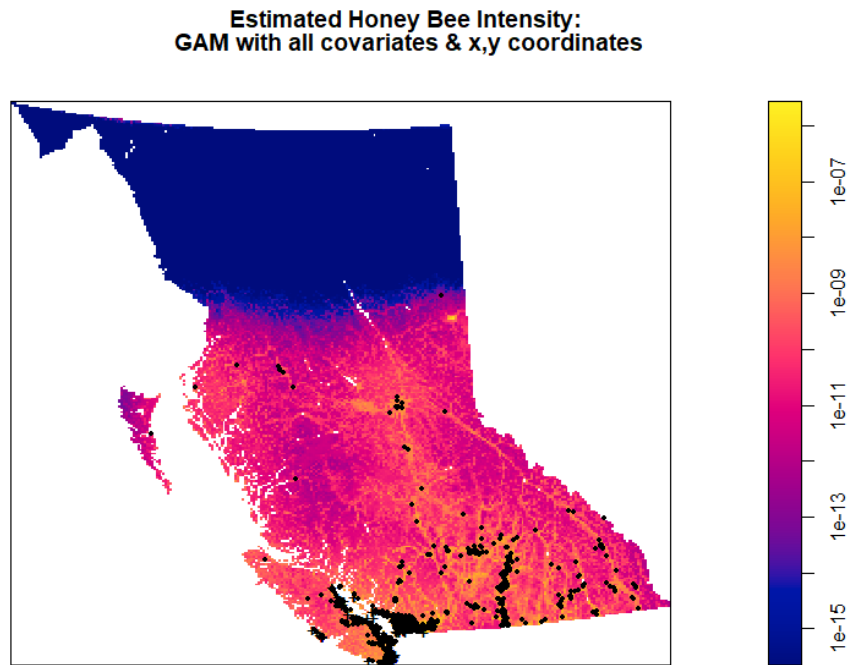 Estimated Honey Bee Intensity:
GAM with all covariates & x,y coordinates
1e-07
1e-09
1e-11
1e-13
1e-15